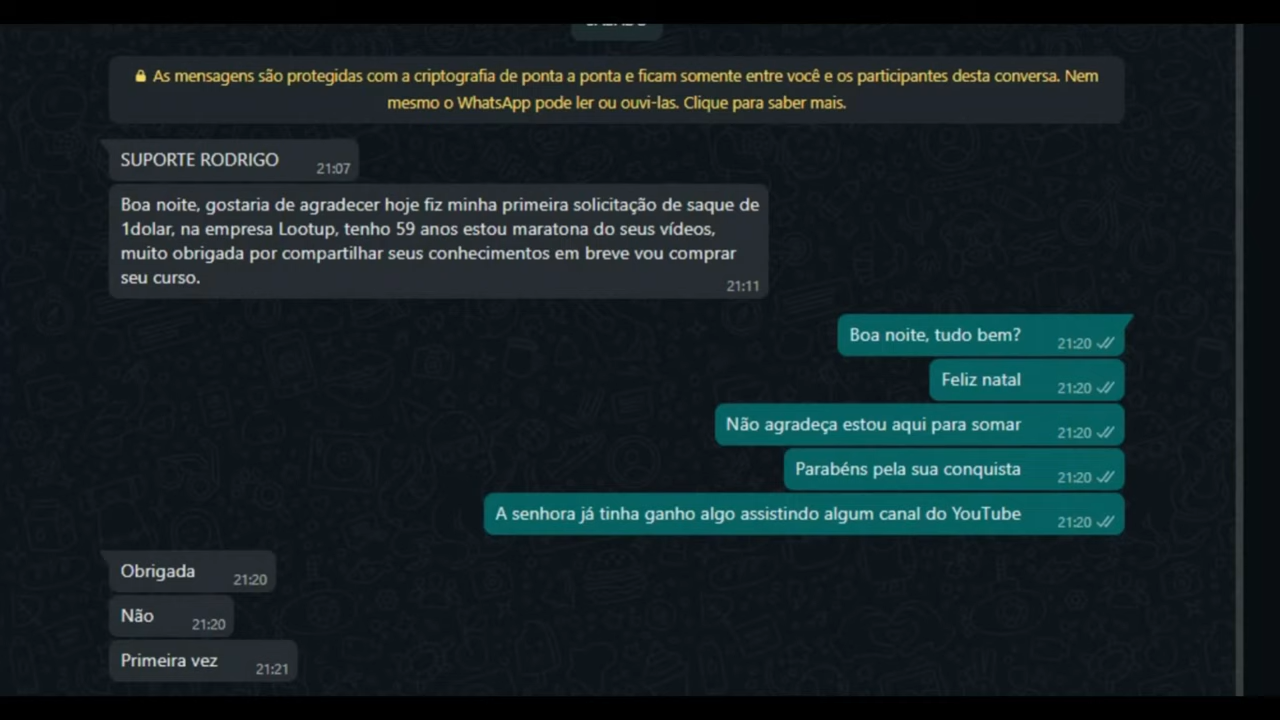 As mensagens são protegidas com a criptografia de ponta a ponta e ficam somente entre você e os participantes desta conversa. Nem
mesmo o WhatsApp pode ler ou ouvi-las. Clique para saber mais.
SUPORTE RODRIGO 21:07
Boa noite, gostaria de agradecer hoje fiz minha primeira solicitação de saque de
1dolar, na empresa Lootup, tenho 59 anos estou maratona do seus vídeos,
muito obrigada por compartilhar seus conhecimentos em breve vou comprar
seu curso. 21:11
Boa noite, tudo bem? 21:20
Feliz natal 21:20
Não agradeça estou aqui para somar 21:20
Parabéns pela sua conquista 21:20
A senhora já tinha ganho algo assistindo algum canal do YouTube 21:20
Obrigada 21:20
Não 21:20
Primeira vez 21:21